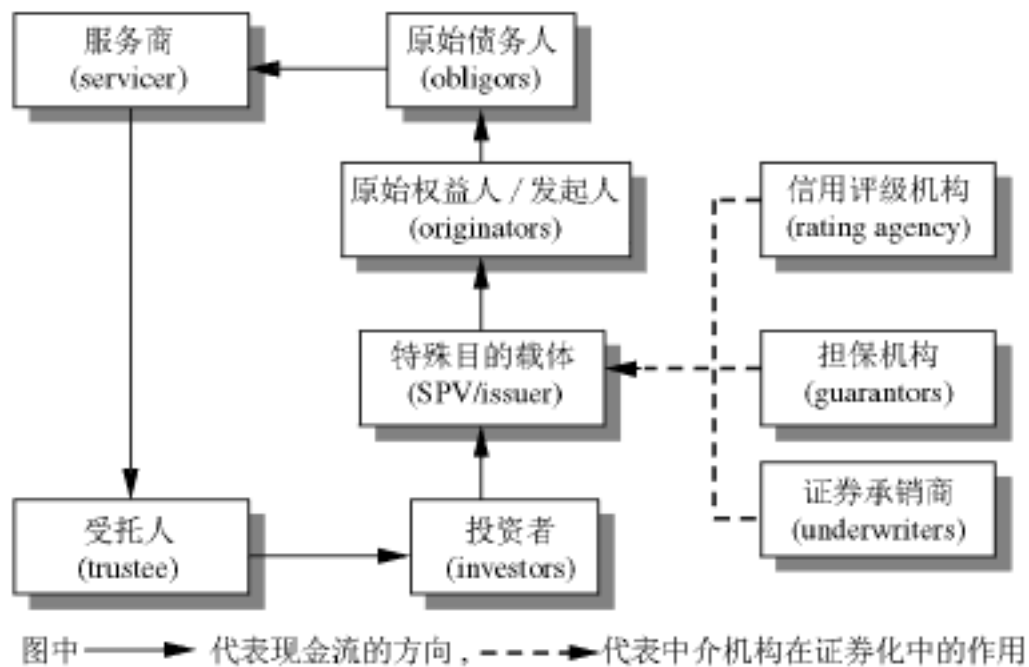 服务商
(servicer)
原始债务人
(obligors)
原始权益人/发起人
(originators)
信用评级机构
(rating agency)
特殊目的载体
(SPV/issuer)
担保机构
(guarantors)
证券承销商
(underwriters)
受托人
(trustee)
投资者
(investors)
图中 代表现金流的方向, 代表中介机构在证券化中的作用